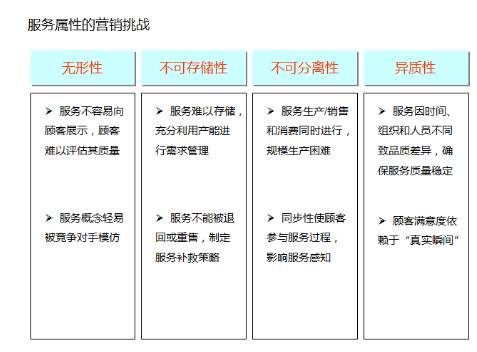 服务属性的营销挑战
无形性
➢ 服务不容易向
顾客展示，顾客
难以评估其质量
➢ 服务概念轻易
被竞争对手模仿
不可存储性
➢ 服务难以存储，
充分利用产能进
行需求管理
➢ 服务不能被退
回或重售，制定
服务补救策略
不可分离性
➢ 服务生产/销售
和消费同时进行，
规模生产困难
➢ 同步性使顾客
参与服务过程，
影响服务感知
异质性
➢ 服务因时间、
组织和人员不同
致品质差异，确
保服务质量稳定
➢ 顾客满意度依
赖于“真实瞬间”